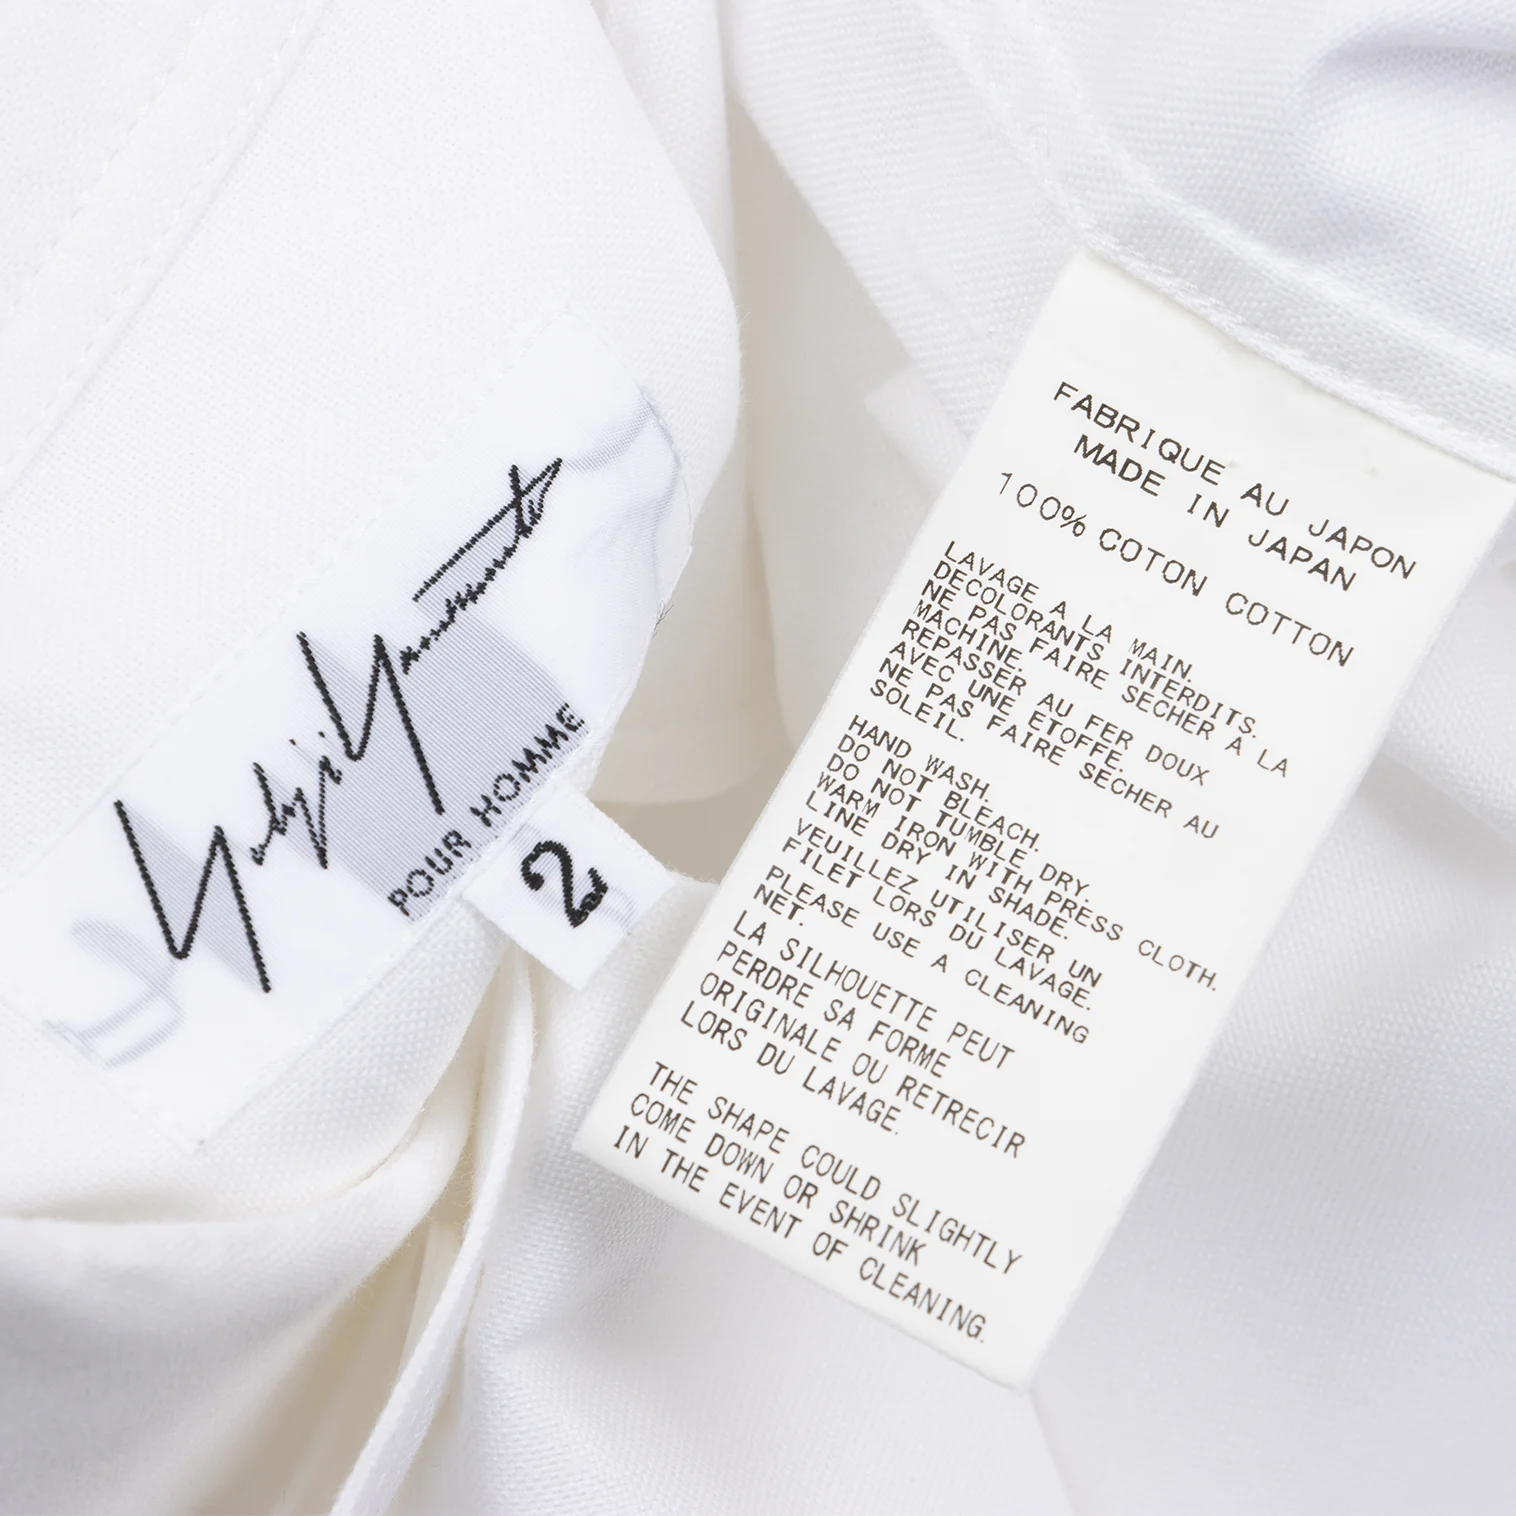 Yohji Yamamoto
POUR HOMME
2
FABRIQUE AU JAPON
MADE IN JAPAN
100% COTON COTTON
LAVAGE A LA MAIN.
DECOLORANTS INTERDITS.
NE PAS FAIRE SECHER A LA
MACHINE.
REPASSER AU FER DOUX
AVEC UNE ETOFFE.
NE PAS FAIRE SECHER AU
SOLEIL.
HAND WASH.
DO NOT BLEACH.
DO NOT TUMBLE DRY.
WARM IRON WITH PRESS CLOTH.
LINE DRY IN SHADE.
VEUILLEZ UTILISER UN
FILET LORS DU LAVAGE.
PLEASE USE A CLEANING
NET.
LA SILHOUETTE PEUT
PERDRE SA FORME
ORIGINALE OU RETRECIR
LORS DU LAVAGE.
THE SHAPE COULD SLIGHTLY
COME DOWN OR SHRINK
IN THE EVENT OF CLEANING.